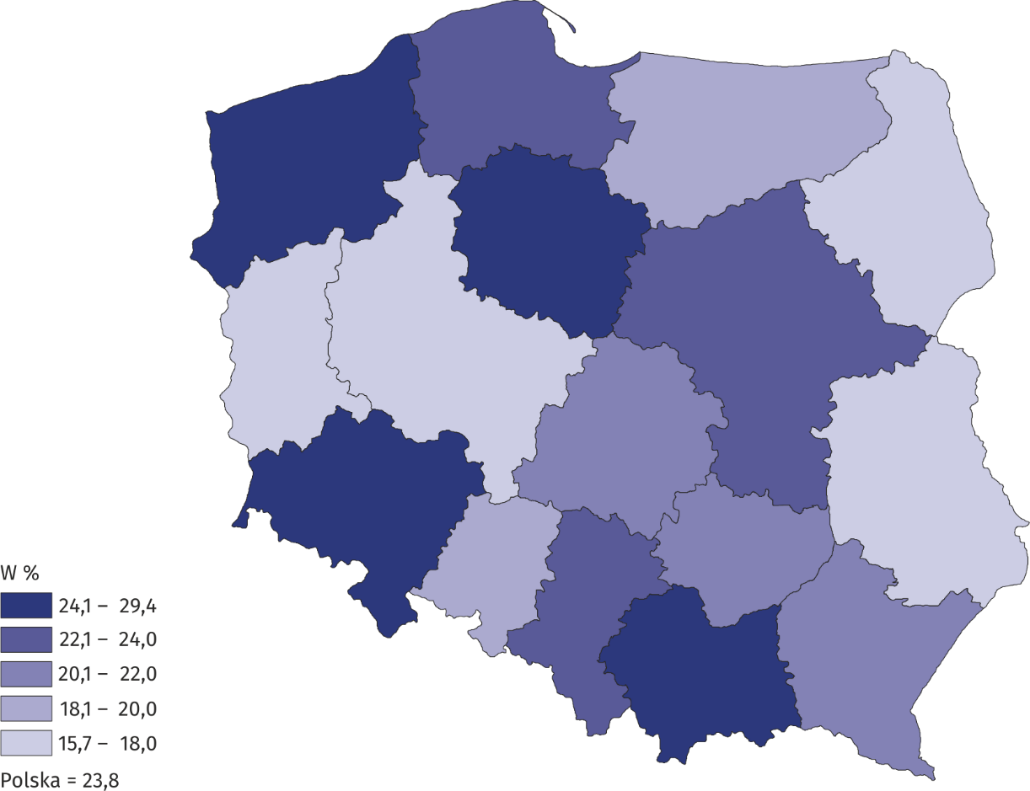 W %
24,1 – 29,4
22,1 – 24,0
20,1 – 22,0
18,1 – 20,0
15,7 – 18,0
Polska = 23,8